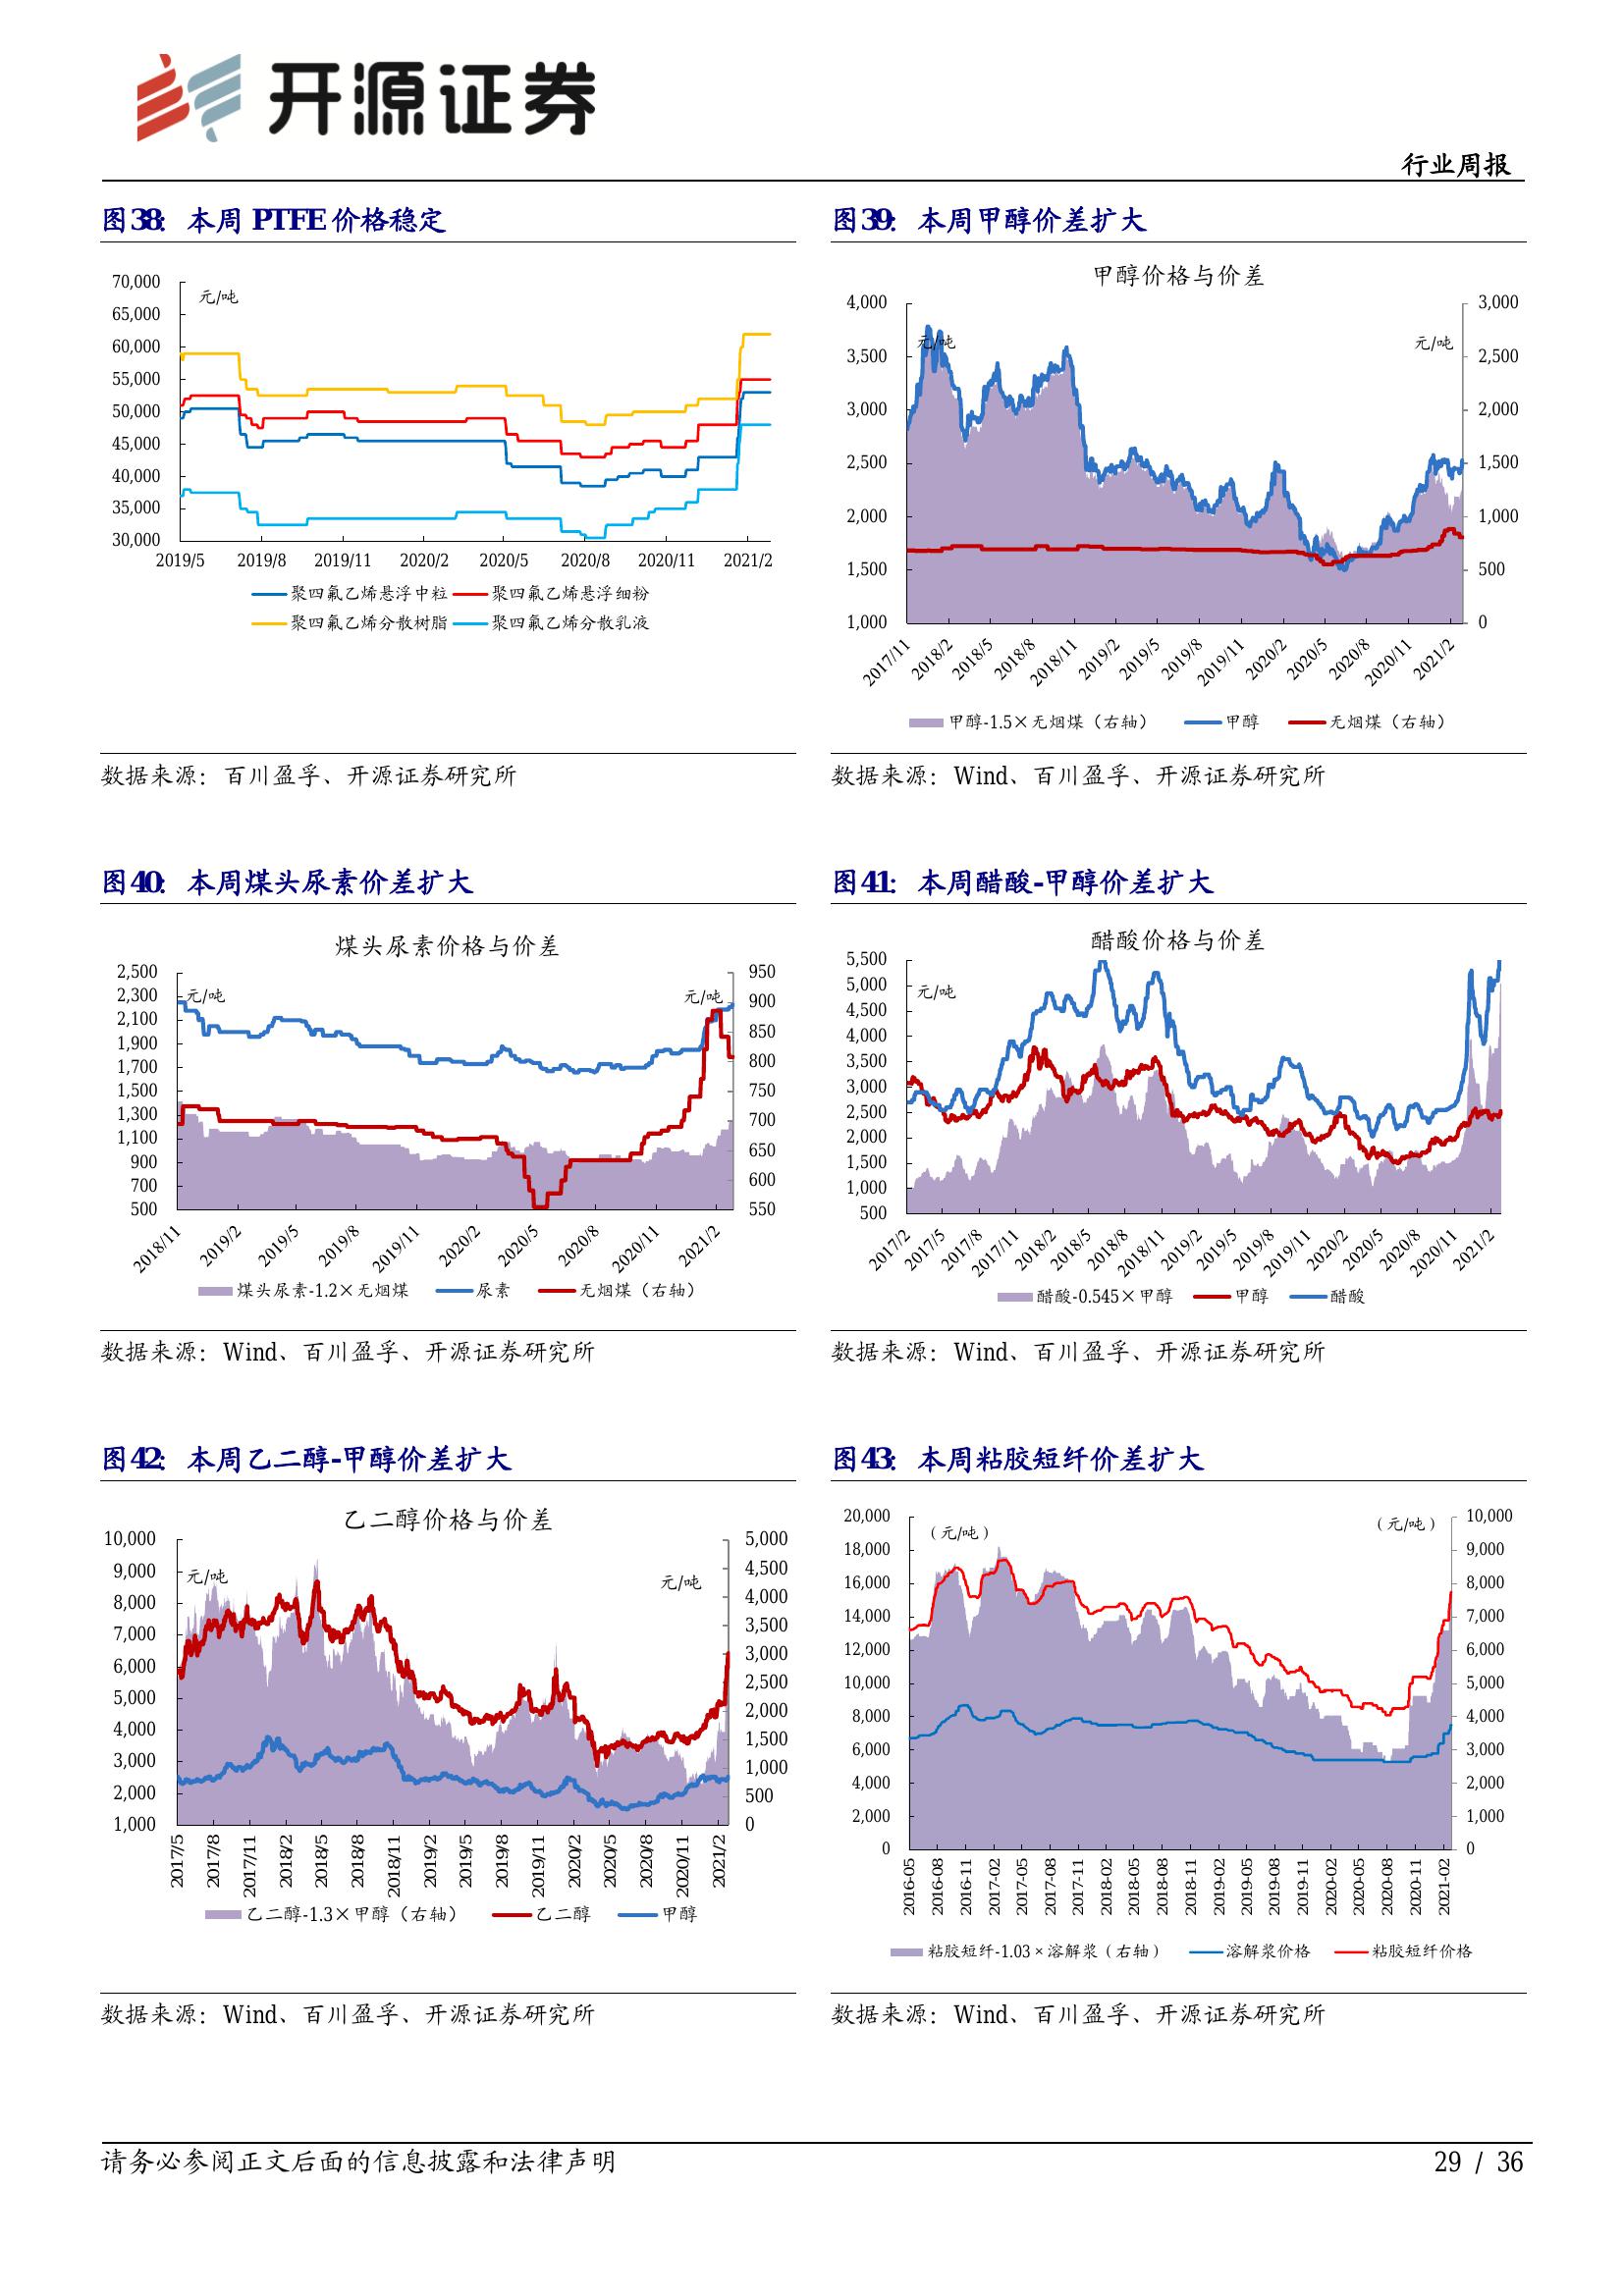 开源证券
行业周报
图38： 本周 PTFE 价格稳定
70,000
65,000
60,000
55,000
50,000
45,000
40,000
35,000
30,000
元/吨
2019/5 2019/8 2019/11 2020/2 2020/5 2020/8 2020/11 2021/2
聚四氟乙烯悬浮中粒 聚四氟乙烯悬浮细粉
聚四氟乙烯分散树脂 聚四氟乙烯分散乳液
数据来源：百川盈孚、开源证券研究所
图39： 本周甲醇价差扩大
甲醇价格与价差
4,000
3,500
3,000
2,500
2,000
1,500
1,000
元/吨
元/吨
3,000
2,500
2,000
1,500
1,000
500
0
2017/11 2018/2 2018/5 2018/8 2018/11 2019/2 2019/5 2019/8 2019/11 2020/2 2020/5 2020/8 2020/11 2021/2
甲醇-1.5×无烟煤（右轴） 甲醇 无烟煤（右轴）
数据来源：Wind、百川盈孚、开源证券研究所
图40： 本周煤头尿素价差扩大
煤头尿素价格与价差
2,500
2,300
2,100
1,900
1,700
1,500
1,300
1,100
900
700
500
元/吨
元/吨
950
900
850
800
750
700
650
600
550
2018/11 2019/2 2019/5 2019/8 2019/11 2020/2 2020/5 2020/8 2020/11 2021/2
煤头尿素-1.2×无烟煤 尿素 无烟煤（右轴）
数据来源：Wind、百川盈孚、开源证券研究所
图41： 本周醋酸-甲醇价差扩大
醋酸价格与价差
5,500
5,000
4,500
4,000
3,500
3,000
2,500
2,000
1,500
1,000
500
元/吨
2017/2 2017/5 2017/8 2017/11 2018/2 2018/5 2018/8 2018/11 2019/2 2019/5 2019/8 2019/11 2020/2 2020/5 2020/8 2020/11 2021/2
醋酸-0.545×甲醇 甲醇 醋酸
数据来源：Wind、百川盈孚、开源证券研究所
图42： 本周乙二醇-甲醇价差扩大
乙二醇价格与价差
10,000
9,000
8,000
7,000
6,000
5,000
4,000
3,000
2,000
1,000
元/吨
元/吨
5,000
4,500
4,000
3,500
3,000
2,500
2,000
1,500
1,000
500
0
2017/5 2017/8 2017/11 2018/2 2018/5 2018/8 2018/11 2019/2 2019/5 2019/8 2019/11 2020/2 2020/5 2020/8 2020/11 2021/2
乙二醇-1.3×甲醇（右轴） 乙二醇 甲醇
数据来源：Wind、百川盈孚、开源证券研究所
图43： 本周粘胶短纤价差扩大
20,000
18,000
16,000
14,000
12,000
10,000
8,000
6,000
4,000
2,000
0
（元/吨）
（元/吨）
10,000
9,000
8,000
7,000
6,000
5,000
4,000
3,000
2,000
1,000
0
2016-05 2016-08 2016-11 2017-02 2017-05 2017-08 2017-11 2018-02 2018-05 2018-08 2018-11 2019-02 2019-05 2019-08 2019-11 2020-02 2020-05 2020-08 2020-11 2021-02
粘胶短纤-1.03×溶解浆（右轴） 溶解浆价格 粘胶短纤价格
数据来源：Wind、百川盈孚、开源证券研究所
请务必参阅正文后面的信息披露和法律声明
29 / 36